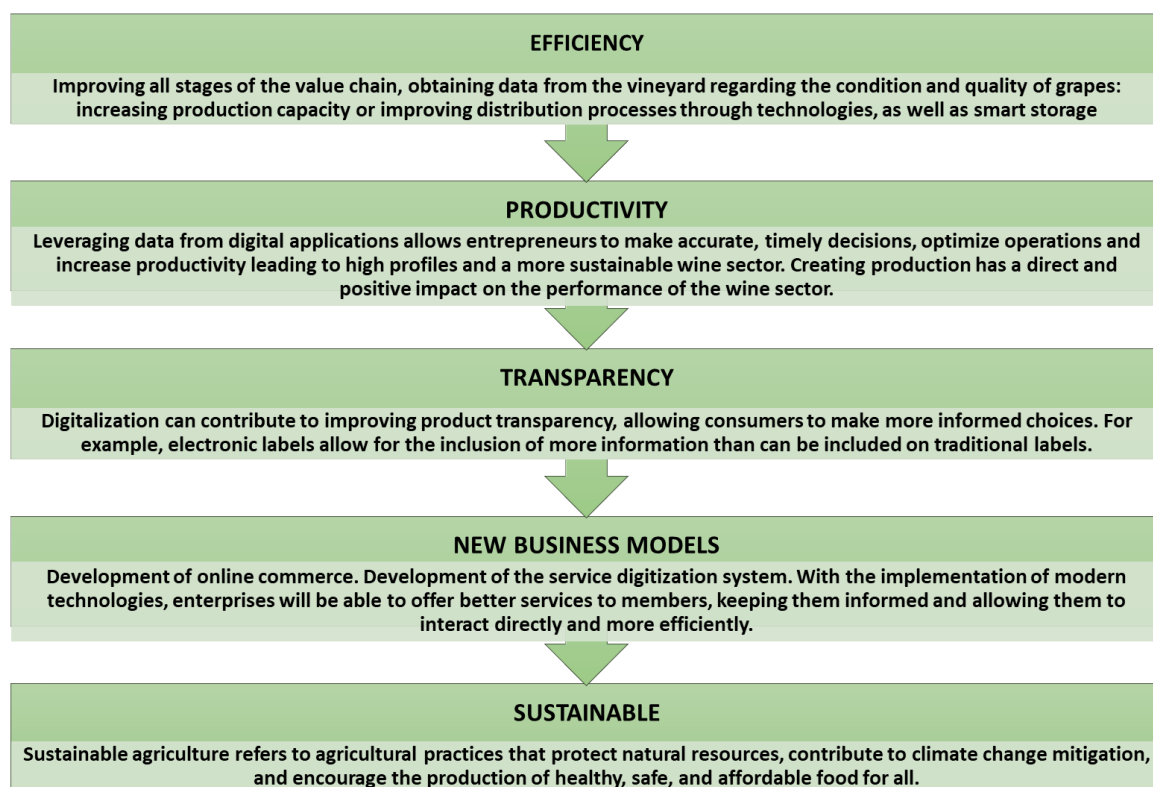 EFFICIENCY
Improving all stages of the value chain, obtaining data from the vineyard regarding the condition and quality of grapes:
increasing production capacity or improving distribution processes through technologies, as well as smart storage
PRODUCTIVITY
Leveraging data from digital applications allows entrepreneurs to make accurate, timely decisions, optimize operations and
increase productivity leading to high profiles and a more sustainable wine sector. Creating production has a direct and
positive impact on the performance of the wine sector.
TRANSPARENCY
Digitalization can contribute to improving product transparency, allowing consumers to make more informed choices. For
example, electronic labels allow for the inclusion of more information than can be included on traditional labels.
NEW BUSINESS MODELS
Development of online commerce. Development of the service digitization system. With the implementation of modern
technologies, enterprises will be able to offer better services to members, keeping them informed and allowing them to
interact directly and more efficiently.
SUSTAINABLE
Sustainable agriculture refers to agricultural practices that protect natural resources, contribute to climate change mitigation,
and encourage the production of healthy, safe, and affordable food for all.